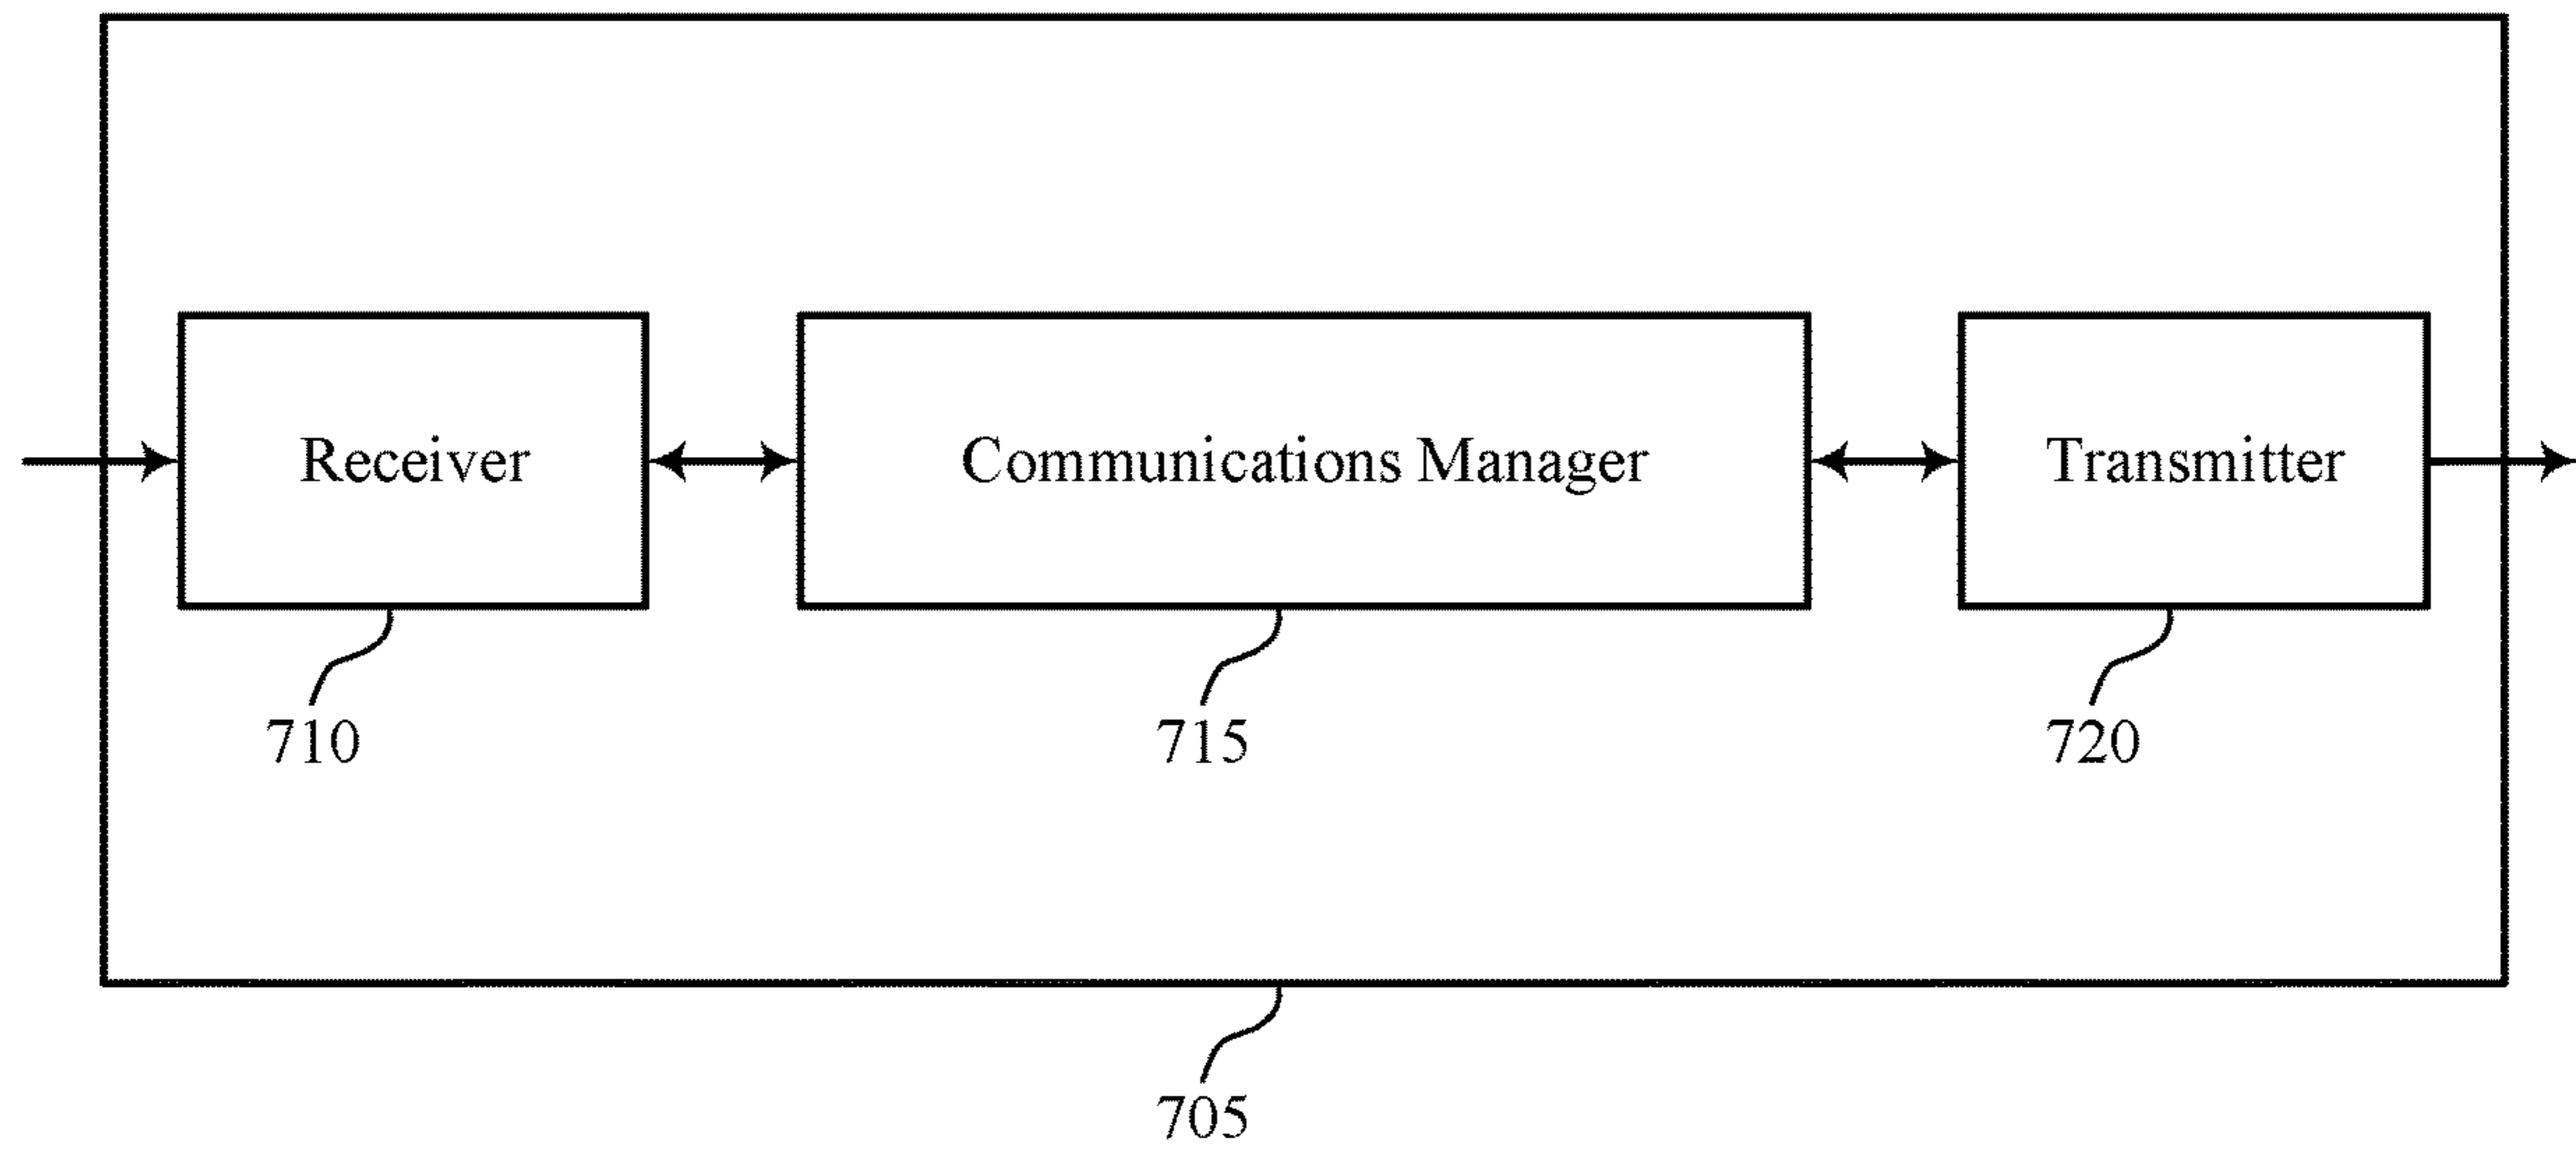 Receiver
Communications Manager
Transmitter
710
715
720
705